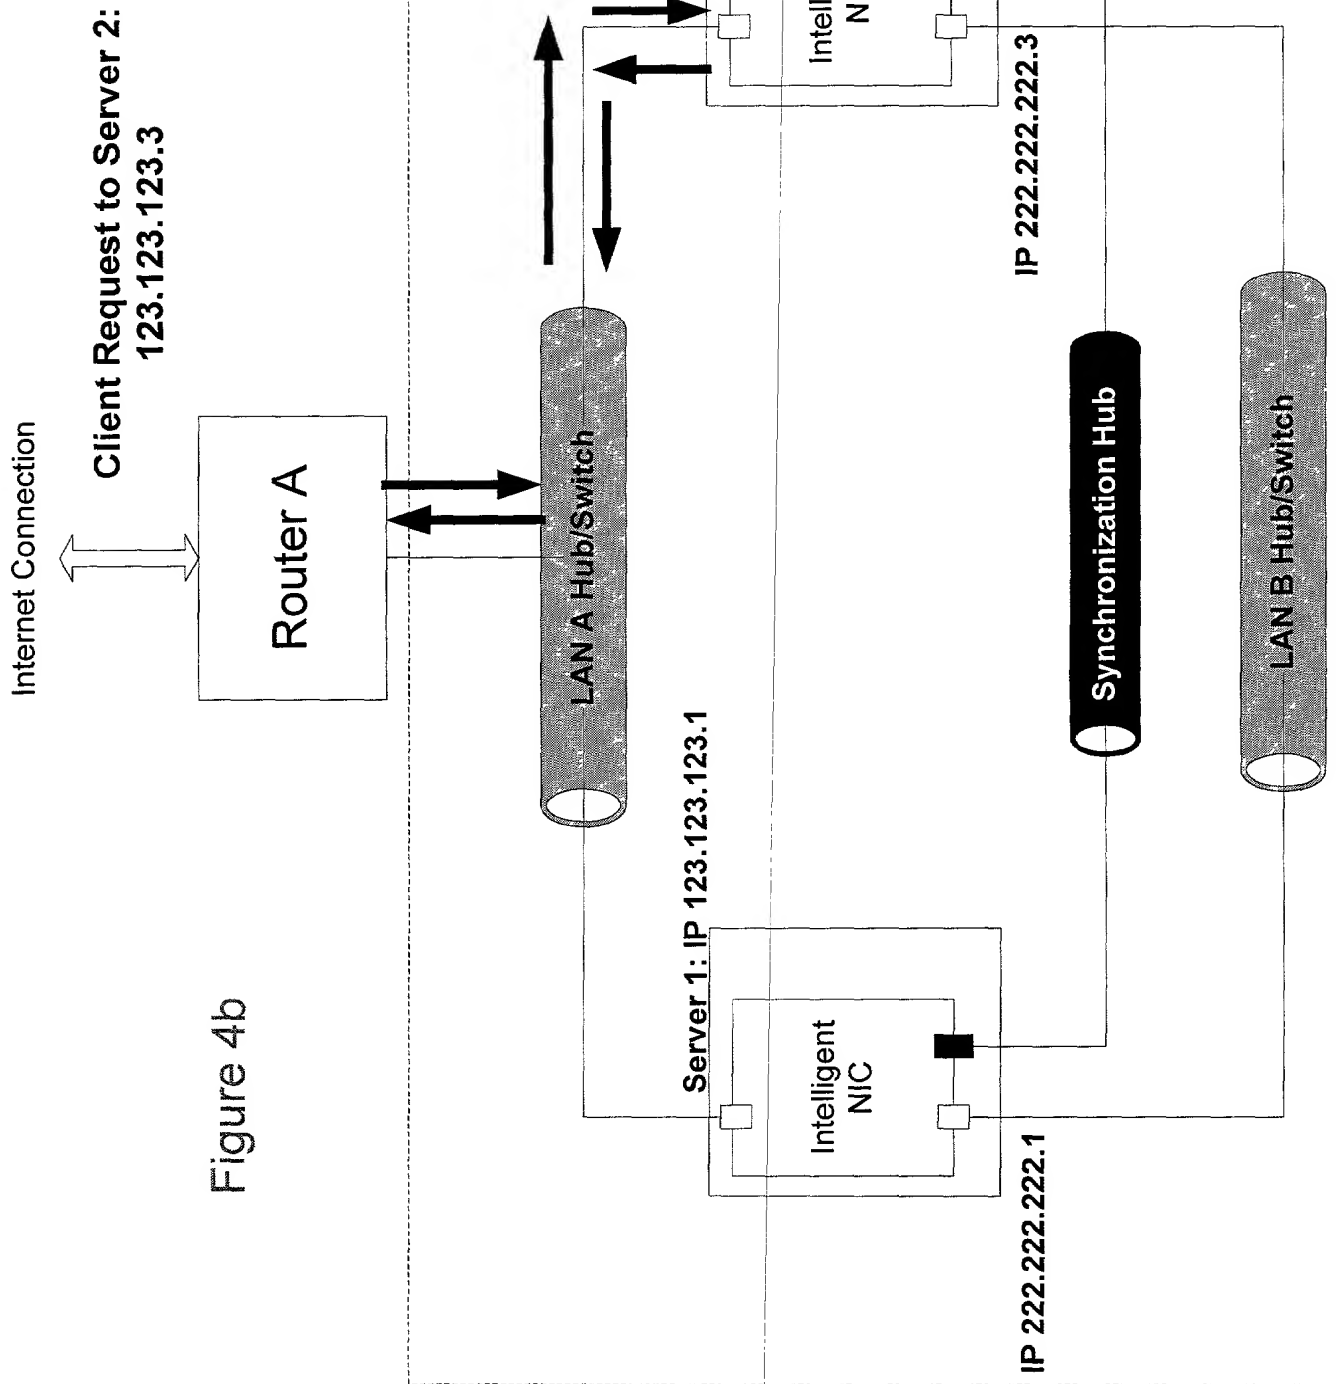 Figure 4b
Internet Connection
Client Request to Server 2:
123.123.123.3
Router A
LAN A Hub/Switch
Server 1: IP 123.123.123.1
Intelligent
NIC
Intell
N
IP 222.222.222.1
IP 222.222.222.3
Synchronization Hub
LAN B Hub/Switch